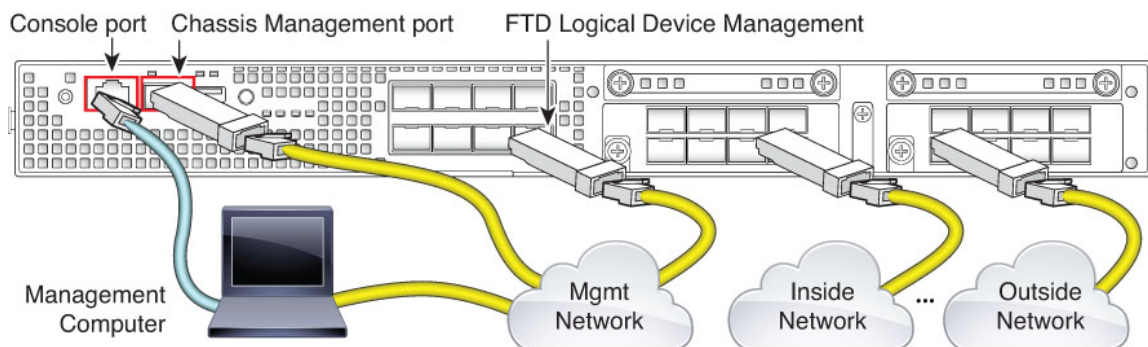 Console port
Chassis Management port
FTD Logical Device Management
Management
Computer
Mgmt
Network
Inside
Network
...
Outside
Network